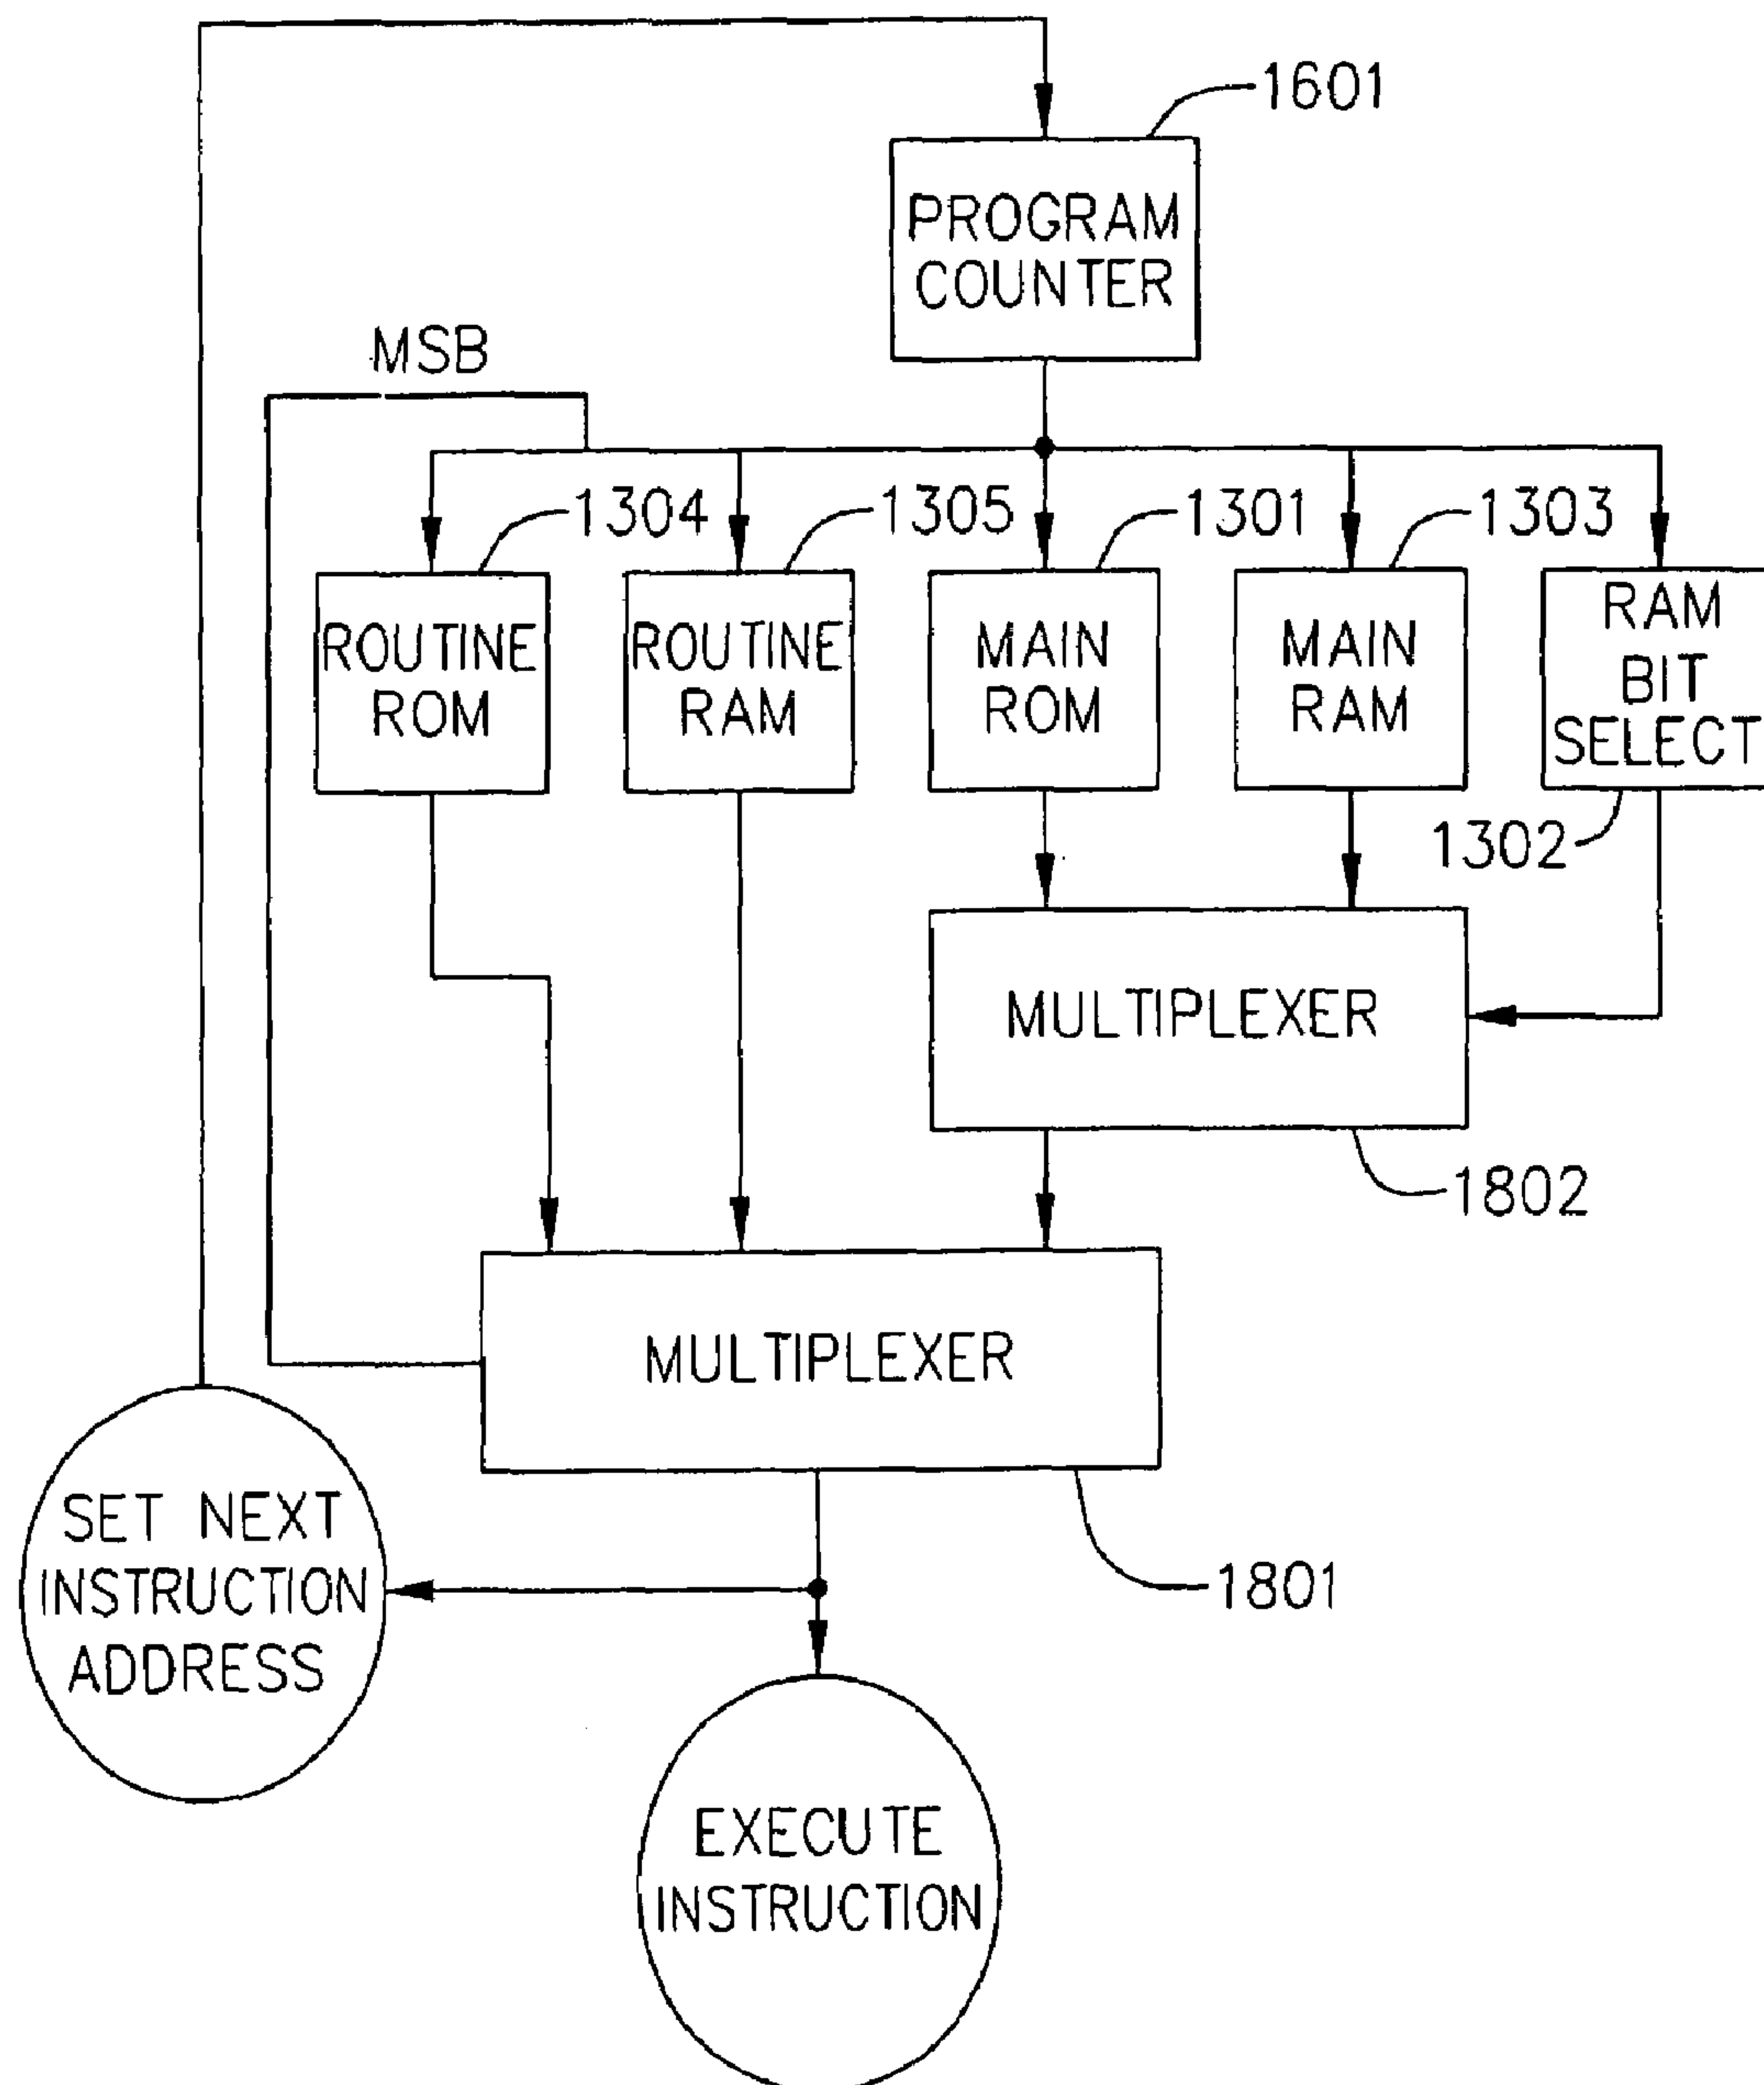 1601
PROGRAM
COUNTER
MSB
1304
1305
1301
1303
ROUTINE
ROM
ROUTINE
RAM
MAIN
ROM
MAIN
RAM
RAM
BIT
SELECT
1302
MULTIPLEXER
1802
MULTIPLEXER
1801
SET NEXT
INSTRUCTION
ADDRESS
EXECUTE
INSTRUCTION